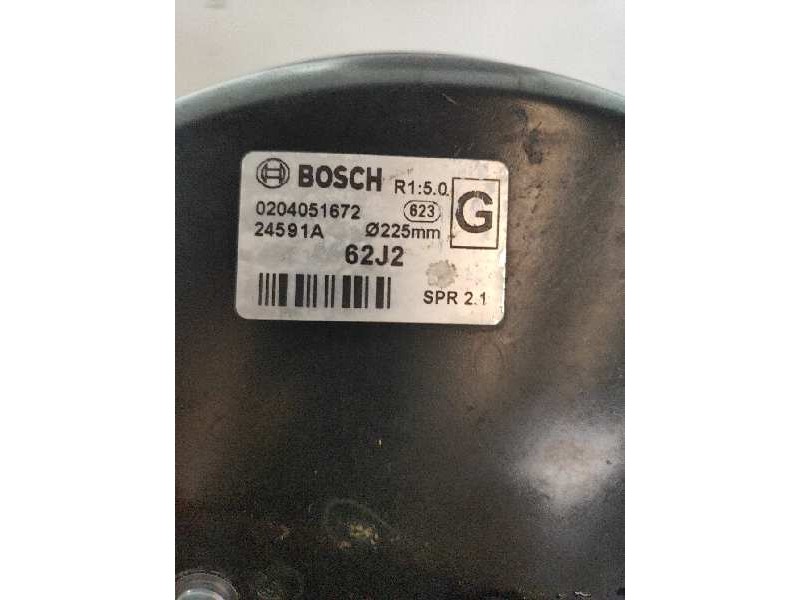 BOSCH R1:5.0
G
0204051672 623
24591A Ø225mm
62J2
SPR 2.1